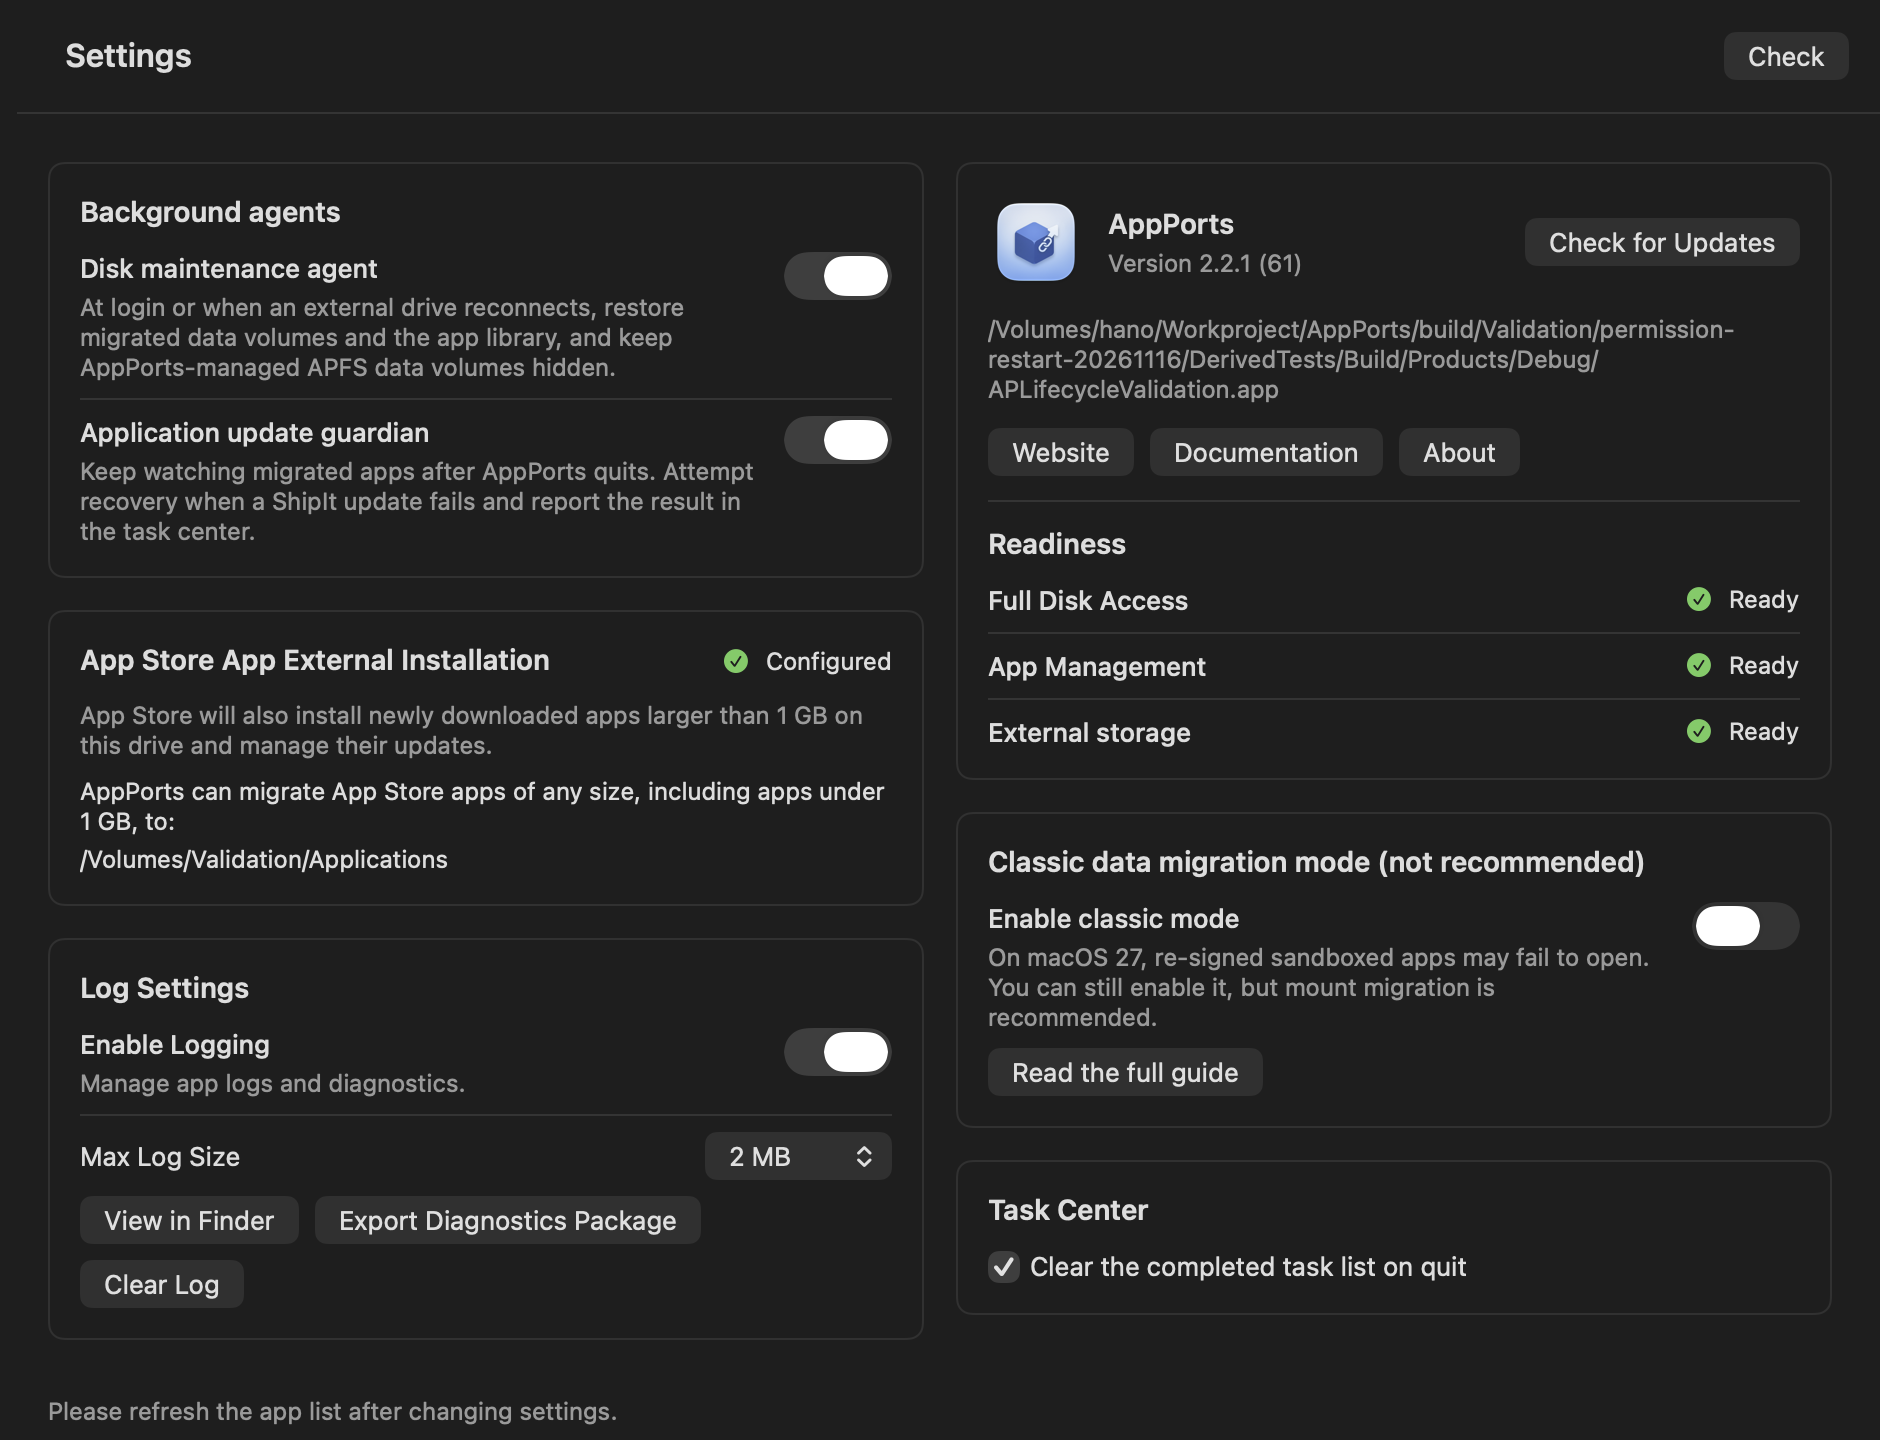 Settings
Check
Background agents
Disk maintenance agent
At login or when an external drive reconnects, restore
migrated data volumes and the app library, and keep
AppPorts-managed APFS data volumes hidden.
Application update guardian
Keep watching migrated apps after AppPorts quits. Attempt
recovery when a ShipIt update fails and report the result in
the task center.
App Store App External Installation
Configured
App Store will also install newly downloaded apps larger than 1 GB on
this drive and manage their updates.
AppPorts can migrate App Store apps of any size, including apps under
1 GB, to:
/Volumes/Validation/Applications
Log Settings
Enable Logging
Manage app logs and diagnostics.
Max Log Size
2 MB
View in Finder
Export Diagnostics Package
Clear Log
AppPorts
Version 2.2.1 (61)
Check for Updates
/Volumes/hano/Workproject/AppPorts/build/Validation/permission-
restart-20261116/DerivedTests/Build/Products/Debug/
APLifecycleValidation.app
Website
Documentation
About
Readiness
Full Disk Access
Ready
App Management
Ready
External storage
Ready
Classic data migration mode (not recommended)
Enable classic mode
On macOS 27, re-signed sandboxed apps may fail to open.
You can still enable it, but mount migration is
recommended.
Read the full guide
Task Center
Clear the completed task list on quit
Please refresh the app list after changing settings.